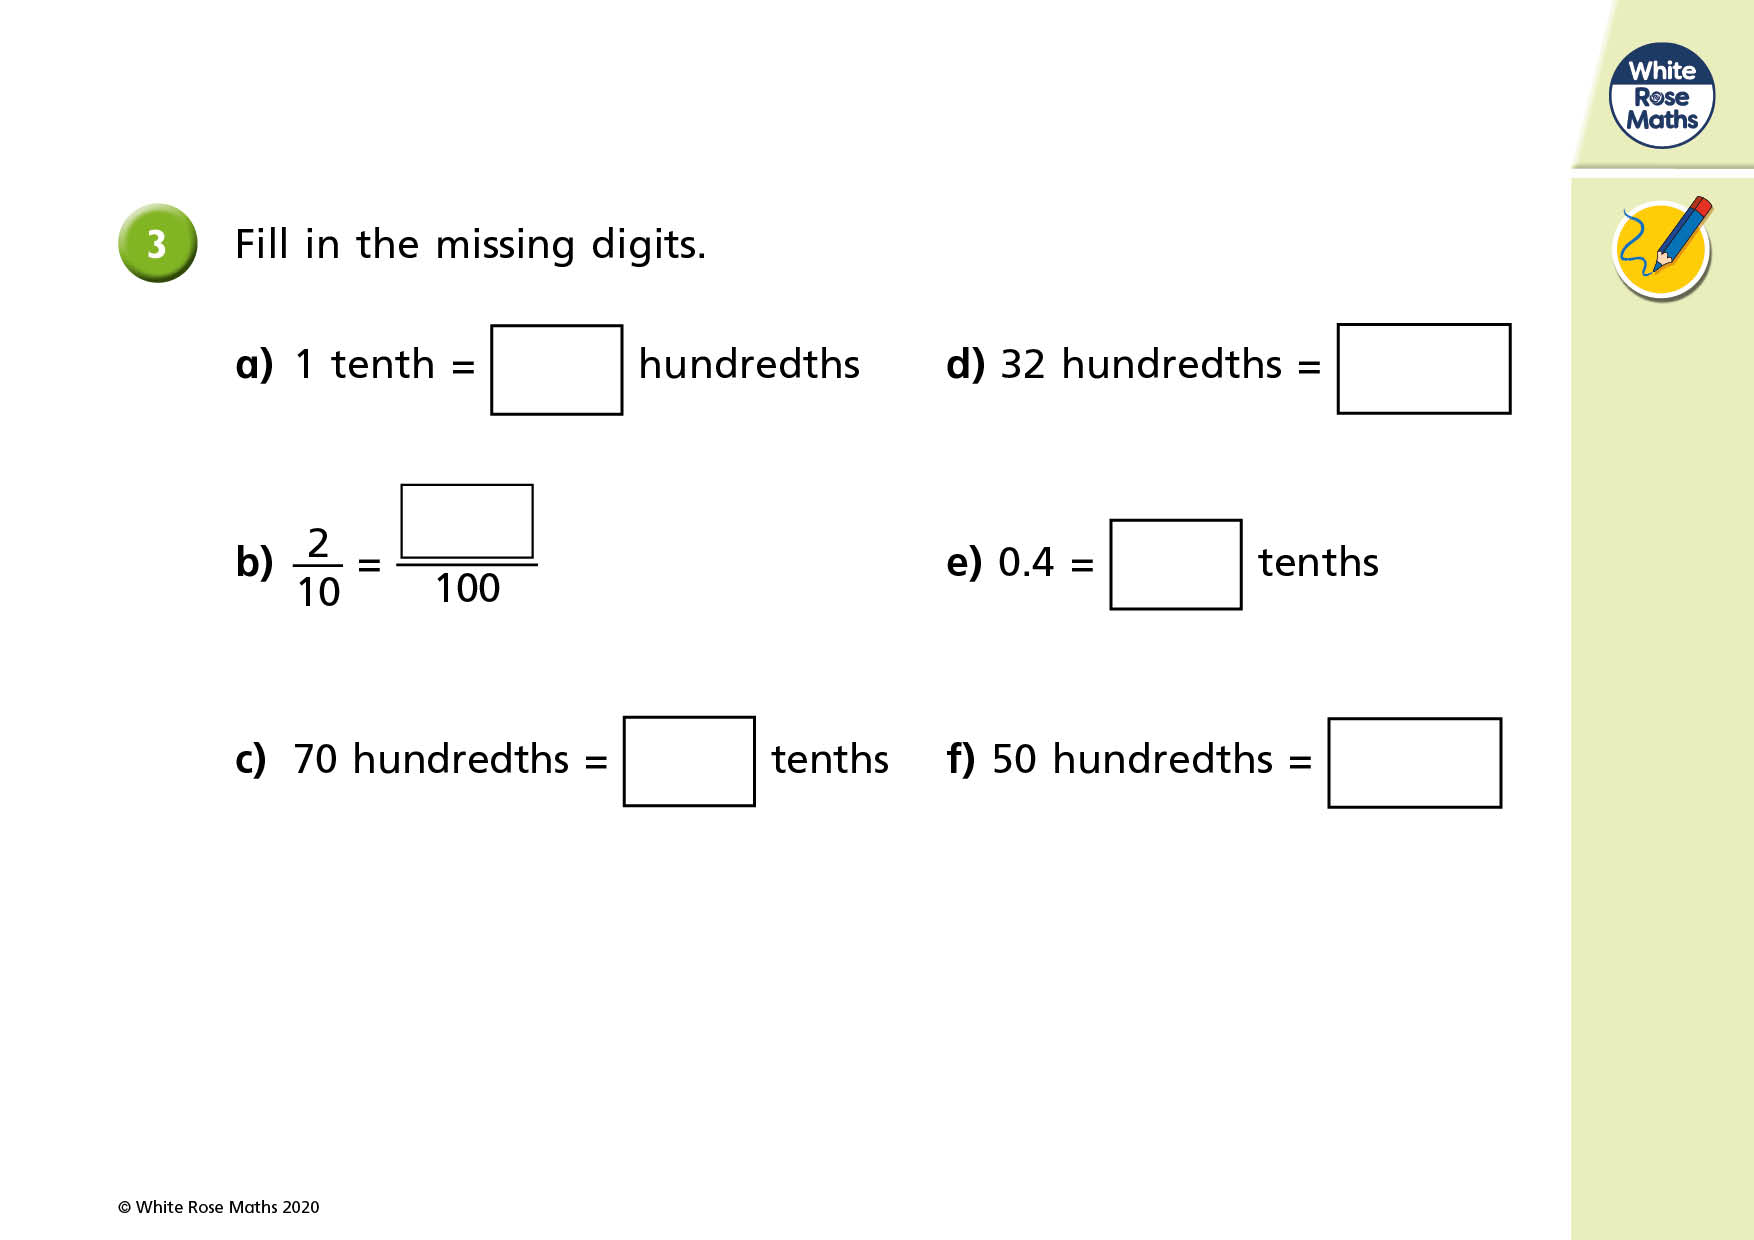 White
Rose
Maths
3 Fill in the missing digits.
a) 1 tenth = hundredths
b) 2/10 = /100
c) 70 hundredths = tenths
d) 32 hundredths =
e) 0.4 = tenths
f) 50 hundredths =
© White Rose Maths 2020